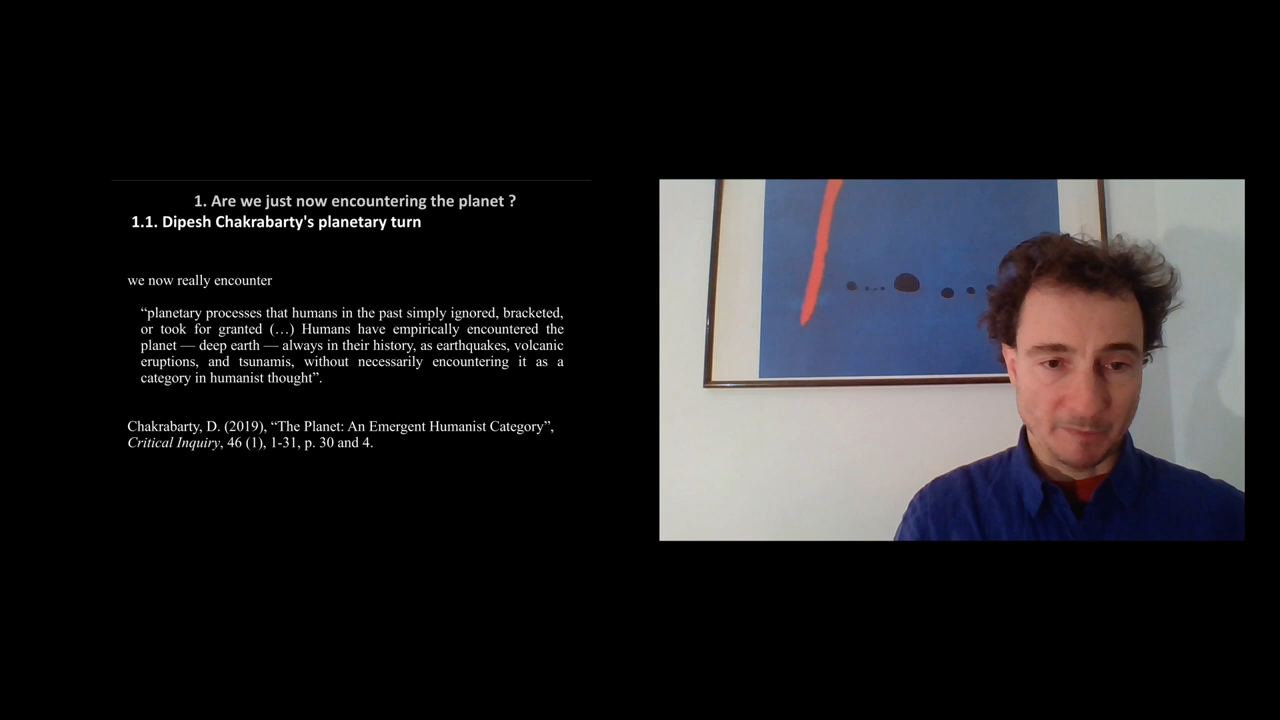 1. Are we just now encountering the planet ?
1.1. Dipesh Chakrabarty's planetary turn
we now really encounter
“planetary processes that humans in the past simply ignored, bracketed,
or took for granted (…) Humans have empirically encountered the
planet — deep earth — always in their history, as earthquakes, volcanic
eruptions, and tsunamis, without necessarily encountering it as a
category in humanist thought”.
Chakrabarty, D. (2019), “The Planet: An Emergent Humanist Category”,
Critical Inquiry, 46 (1), 1-31, p. 30 and 4.